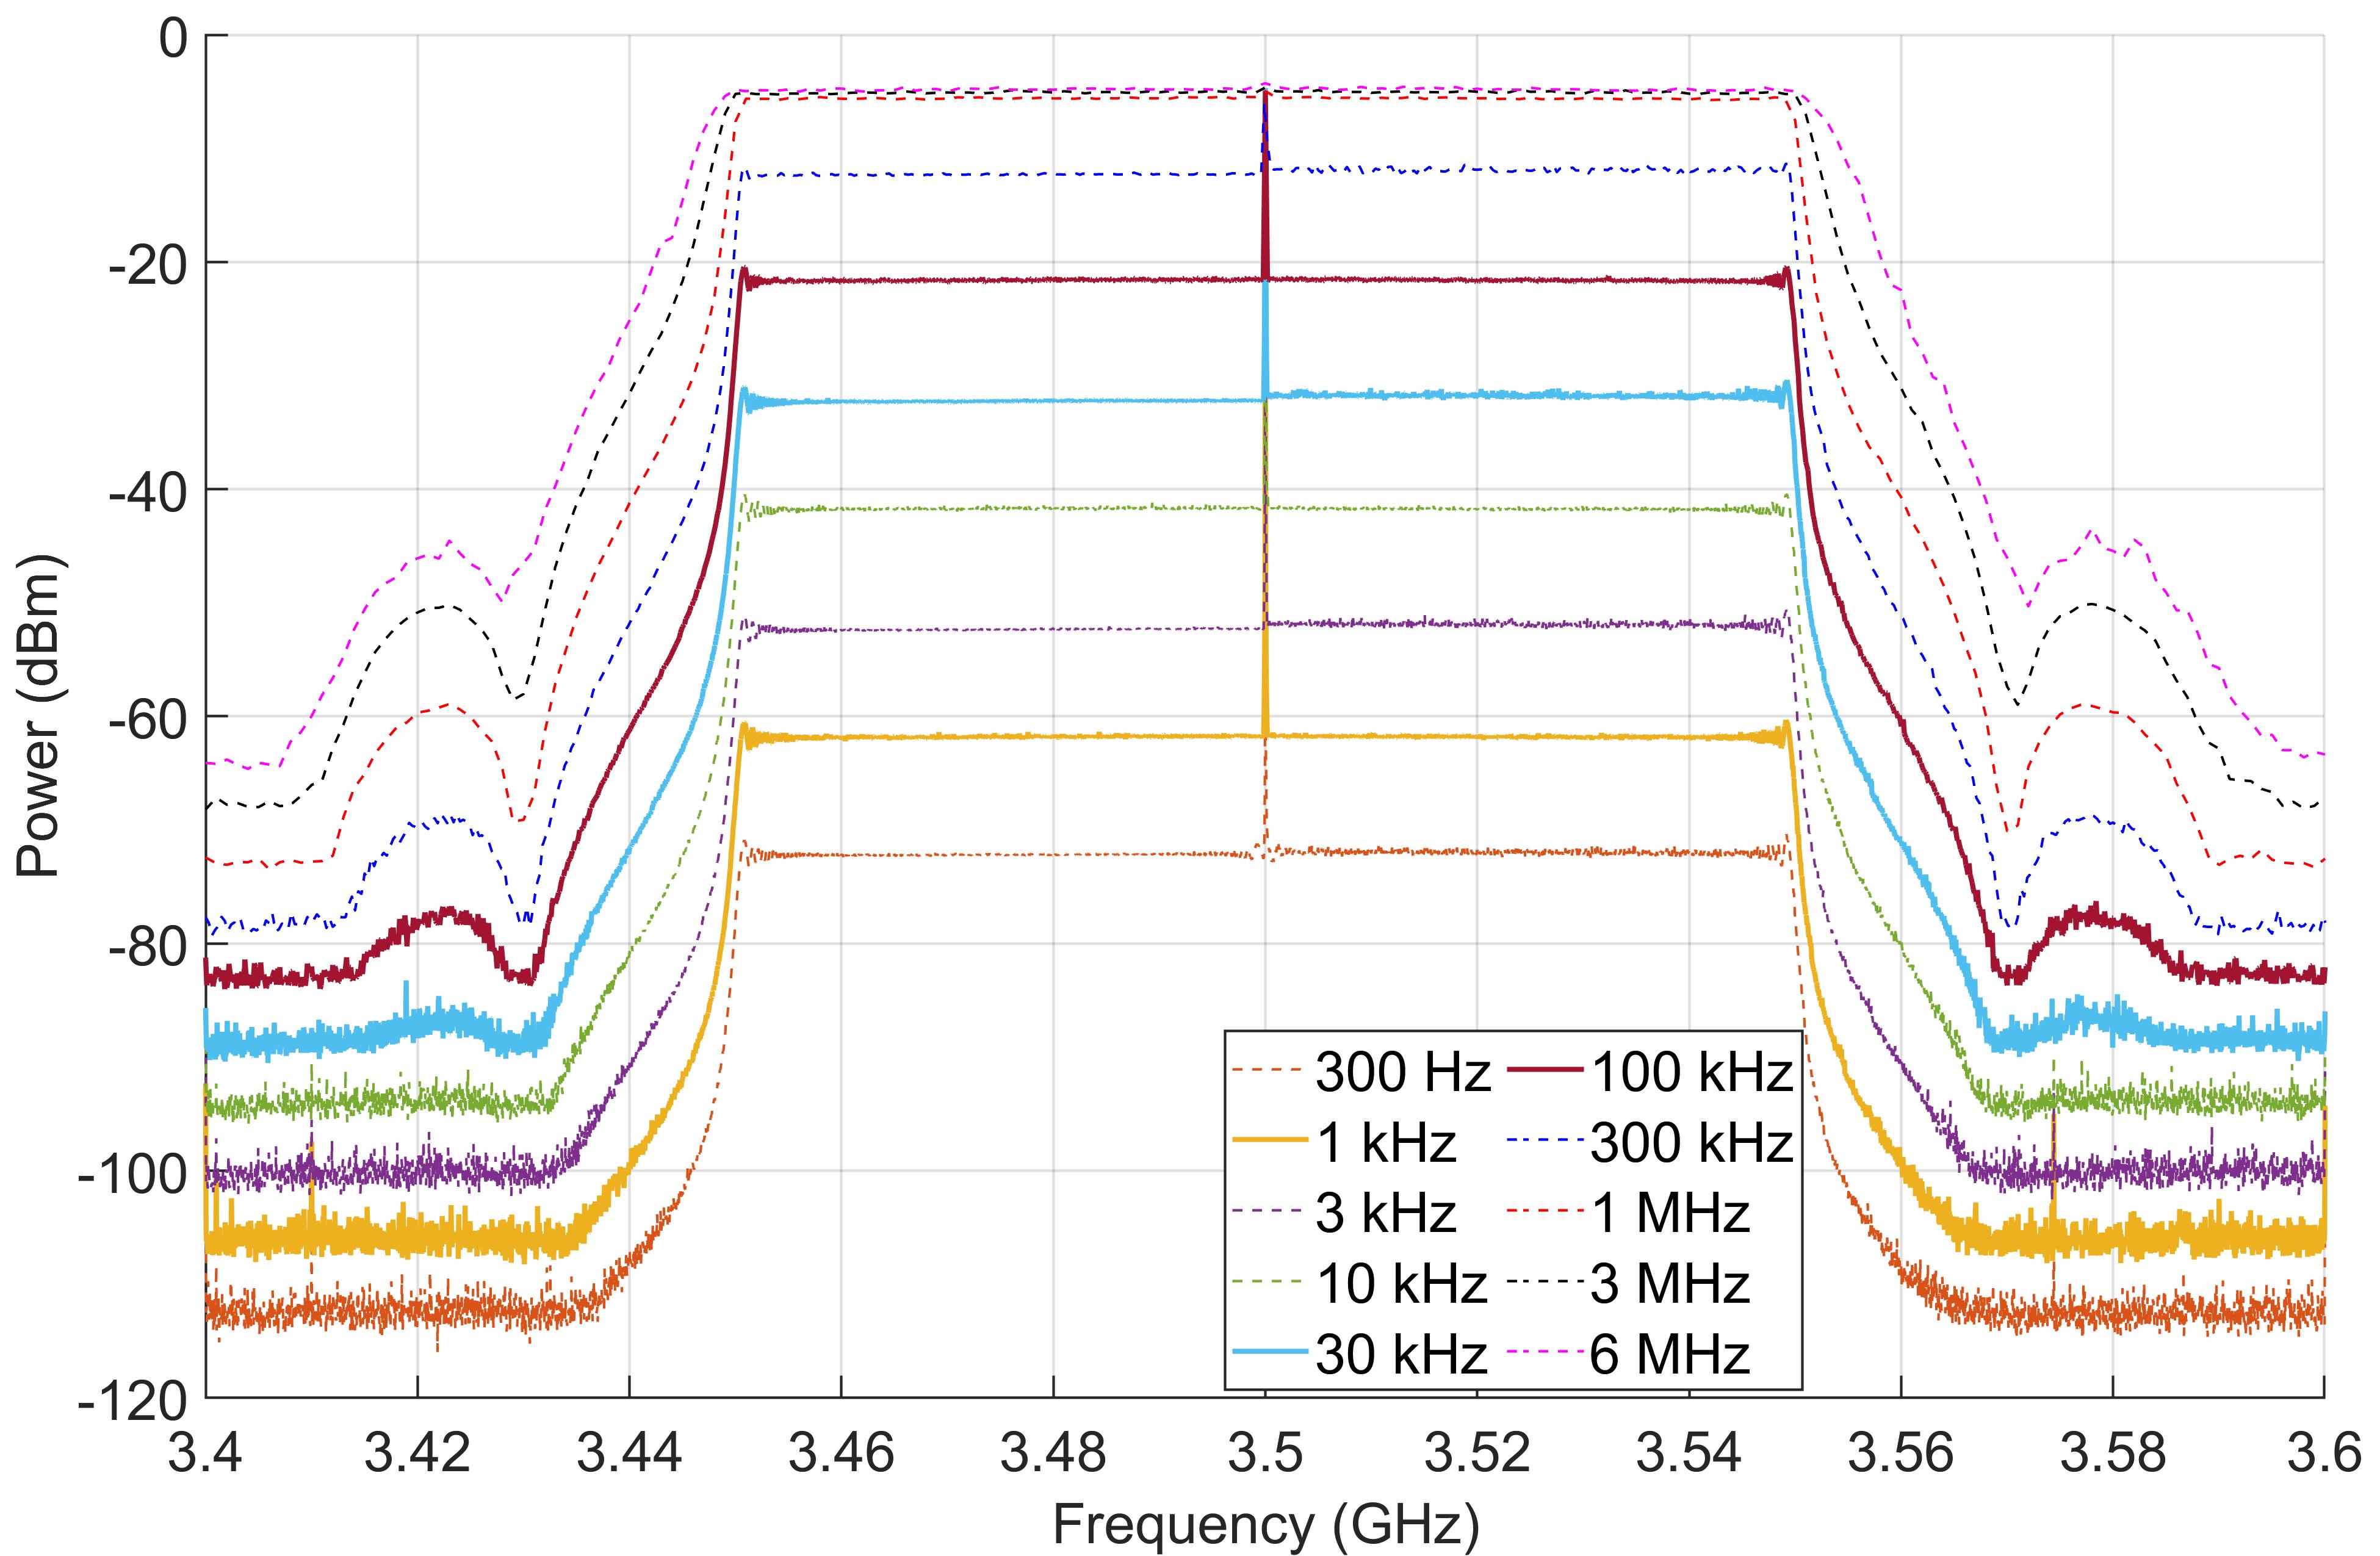 0
-20
-40
-60
-80
-100
-120
Power (dBm)
300 Hz 100 kHz
1 kHz 300 kHz
3 kHz 1 MHz
10 kHz 3 MHz
30 kHz 6 MHz
3.4 3.42 3.44 3.46 3.48 3.5 3.52 3.54 3.56 3.58 3.6
Frequency (GHz)